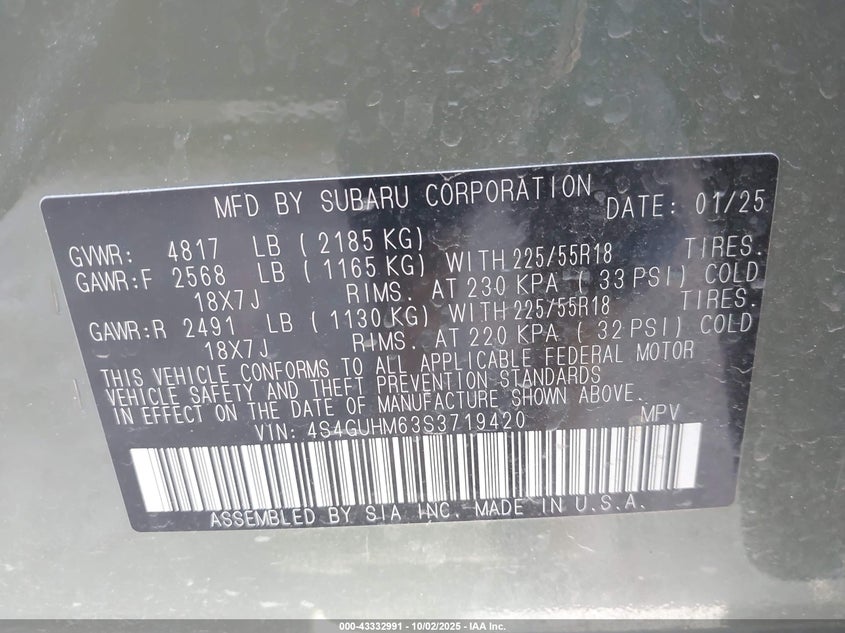 MFD BY SUBARU CORPORATION DATE: 01/25
GVWR: 4817 LB ( 2185 KG)
GAWR:F 2568 LB ( 1165 KG) WITH 225/55R18 TIRES.
18X7J RIMS. AT 230 KPA ( 33 PSI) COLD
GAWR:R 2491 LB ( 1130 KG) WITH 225/55R18 TIRES.
18X7J RIMS. AT 220 KPA ( 32 PSI) COLD
THIS VEHICLE CONFORMS TO ALL APPLICABLE FEDERAL MOTOR
VEHICLE SAFETY AND THEFT PREVENTION STANDARDS
IN EFFECT ON THE DATE OF MANUFACTURE SHOWN ABOVE.
VIN: 4S4GUHM63S3719420 MPV
ASSEMBLED BY SIA INC. MADE IN U.S.A.
000-43332991 - 10/02/2025 - IAA Inc.